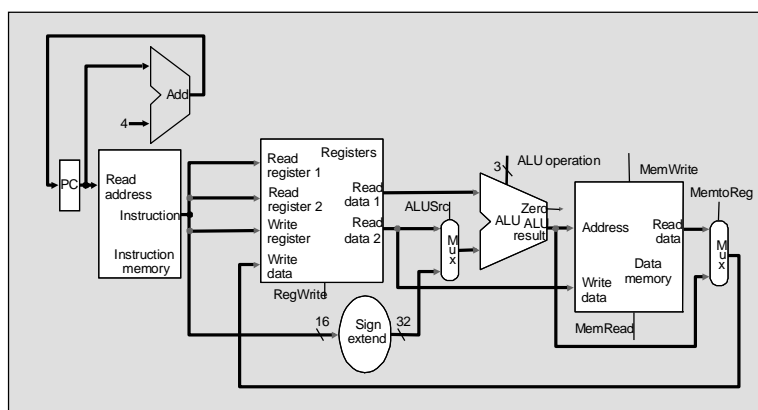 Add
4
PC
Read
address
Instruction
Instruction
memory
Registers
Read
register 1
Read
register 2
Write
register
Write
data
Read
data 1
Read
data 2
RegWrite
16
Sign
extend
32
ALUSrc
Mux
3
ALU operation
Zero
ALU
ALU
result
MemWrite
Address
Read
data
Write
data
Data
memory
MemRead
MemtoReg
Mux